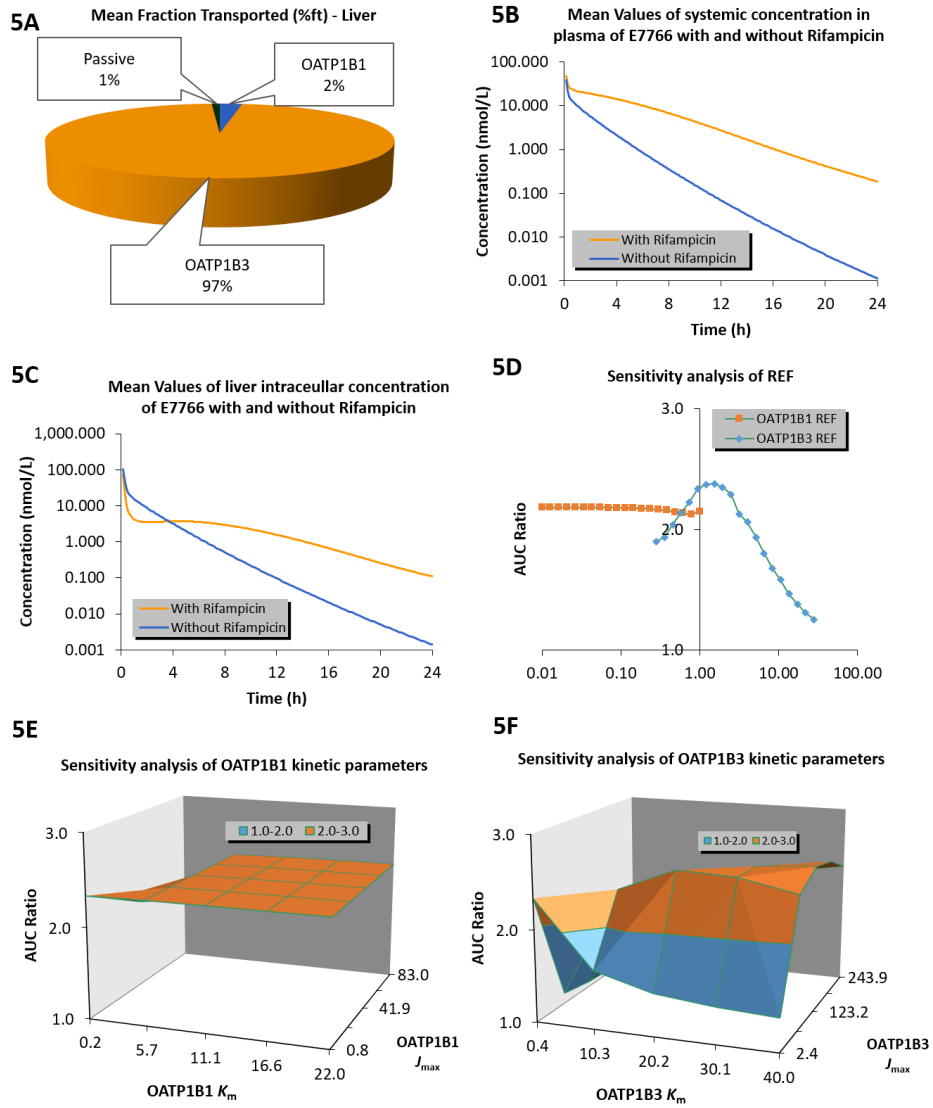 5A
Mean Fraction Transported (%ft) - Liver
Passive
1%
OATP1B1
2%
OATP1B3
97%
5B
Mean Values of systemic concentration in
plasma of E7766 with and without Rifampicin
Concentration (nmol/L)
100.000
10.000
1.000
0.100
0.010
0.001
With Rifampicin
Without Rifampicin
0
4
8
12
16
20
24
Time (h)
5C
Mean Values of liver intraceullar concentration
of E7766 with and without Rifampicin
Concentration (nmol/L)
1,000.000
100.000
10.000
1.000
0.100
0.010
0.001
With Rifampicin
Without Rifampicin
0
4
8
12
16
20
24
Time (h)
5D
Sensitivity analysis of REF
3.0
OATP1B1 REF
OATP1B3 REF
AUC Ratio
2.0
1.0
0.01
0.10
1.00
10.00
100.00
5E
Sensitivity analysis of OATP1B1 kinetic parameters
1.0-2.0
2.0-3.0
3.0
2.0
1.0
AUC Ratio
0.2
5.7
11.1
16.6
22.0
OATP1B1 Km
83.0
41.9
0.8
OATP1B1
Jmax
5F
Sensitivity analysis of OATP1B3 kinetic parameters
1.0-2.0
2.0-3.0
3.0
2.0
1.0
AUC Ratio
0.4
10.3
20.2
30.1
40.0
OATP1B3 Km
243.9
123.2
2.4
OATP1B3
Jmax